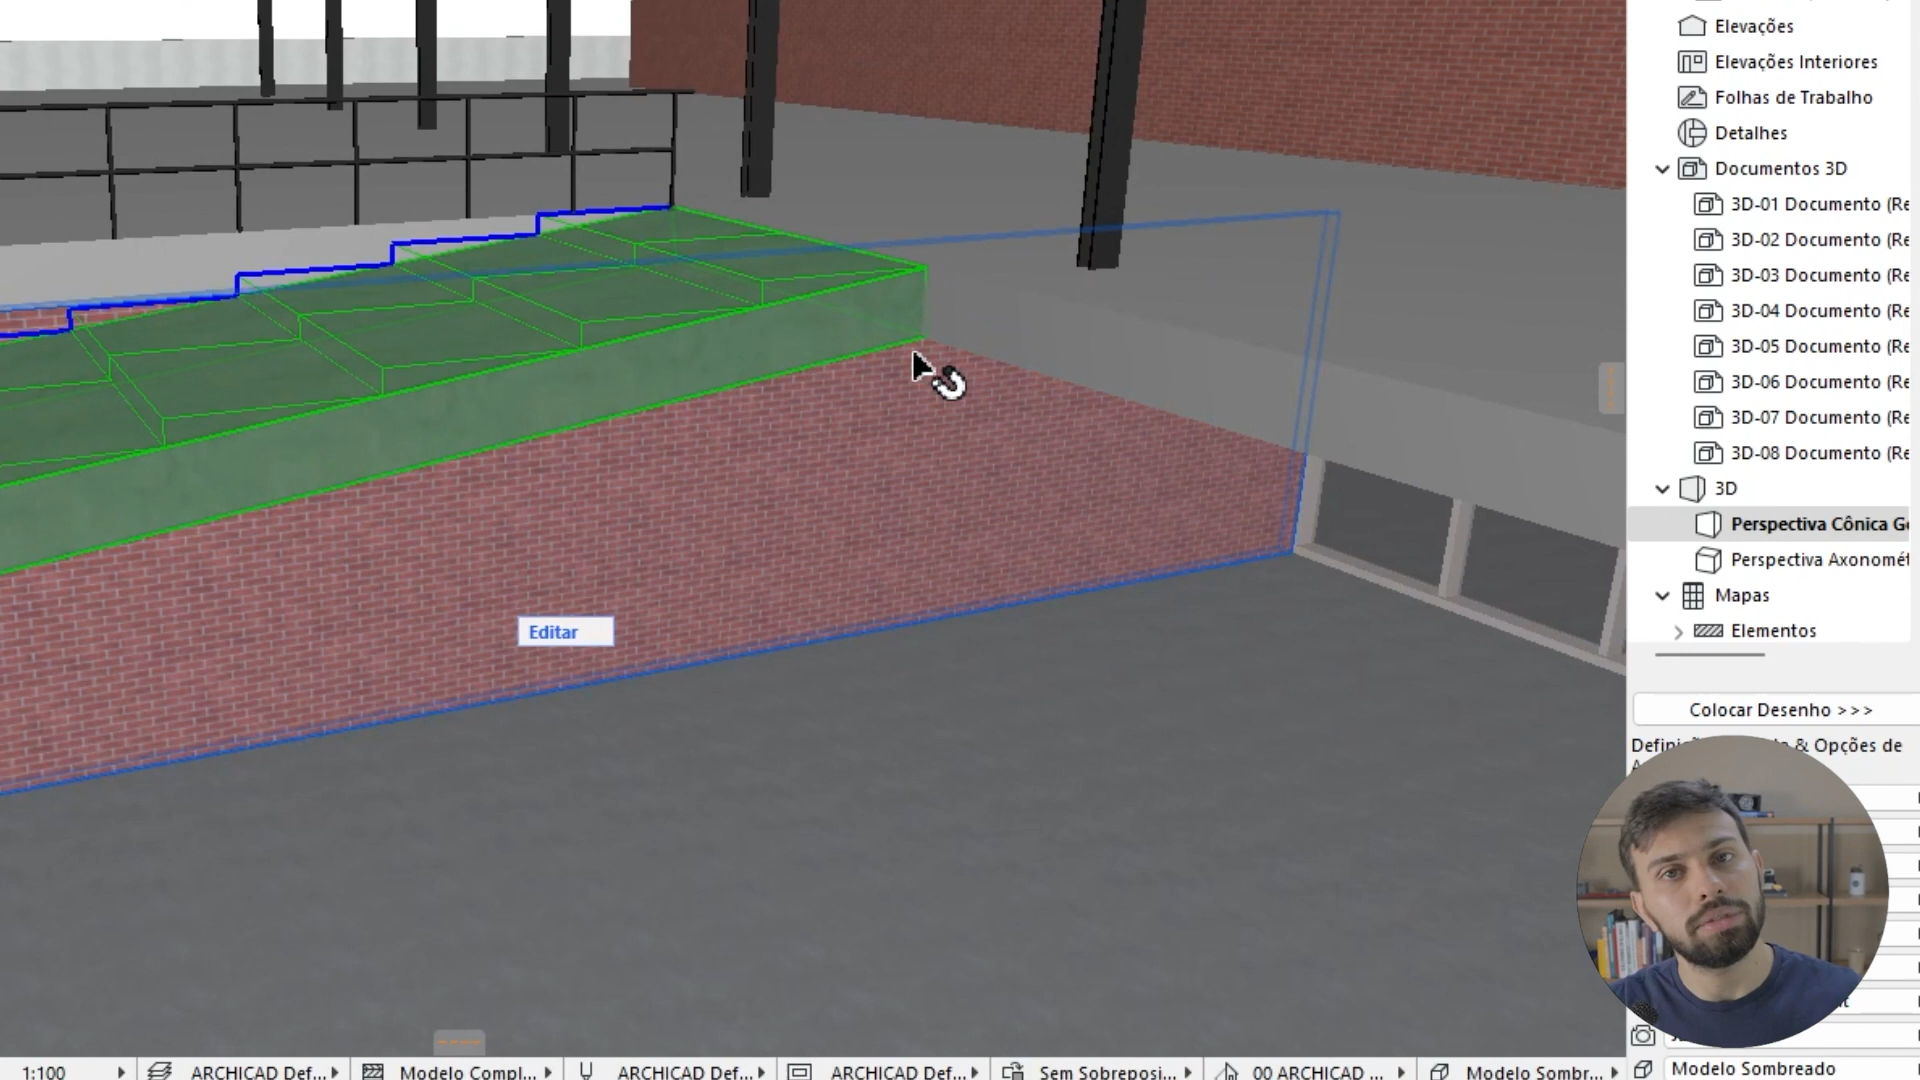 Elevações
Elevações Interiores
Folhas de Trabalho
Detalhes
Documentos 3D
3D-01 Documento (Re
3D-02 Documento (Re
3D-03 Documento (Re
3D-04 Documento (Re
3D-05 Documento (Re
3D-06 Documento (Re
3D-07 Documento (Re
3D-08 Documento (Re
3D
Perspectiva Cônica Ge
Perspectiva Axonomét
Mapas
Elementos
Editar
Colocar Desenho >>>
& Opções de
1:100
ARCHICAD Def...
Modelo Compl...
ARCHICAD Def...
ARCHICAD Def...
Sem Sobreposi...
00 ARCHICAD ...
Modelo Sombr...
Modelo Sombreado